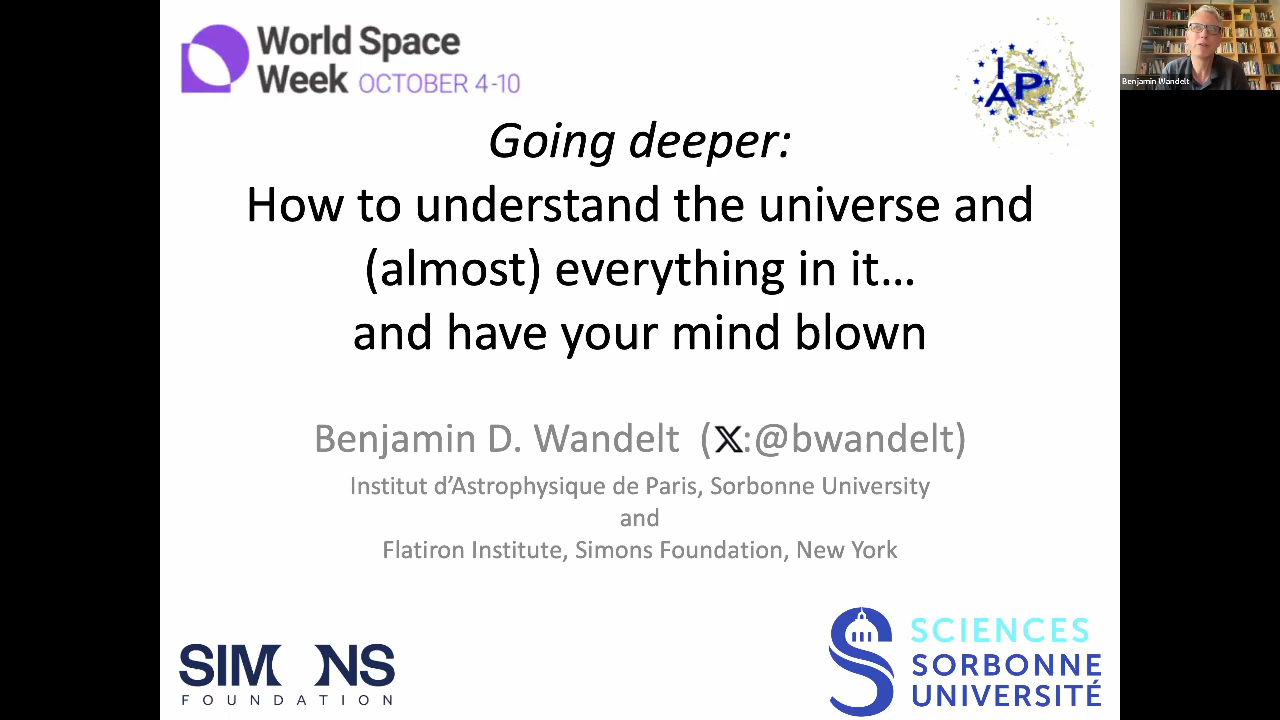 World Space
Week OCTOBER 4-10
IAP
Benjamin Wandelt
Going deeper:
How to understand the universe and
(almost) everything in it...
and have your mind blown
Benjamin D. Wandelt (𝕏:@bwandelt)
Institut d'Astrophysique de Paris, Sorbonne University
and
Flatiron Institute, Simons Foundation, New York
SIMONS
FOUNDATION
SCIENCES
SORBONNE
UNIVERSITÉ